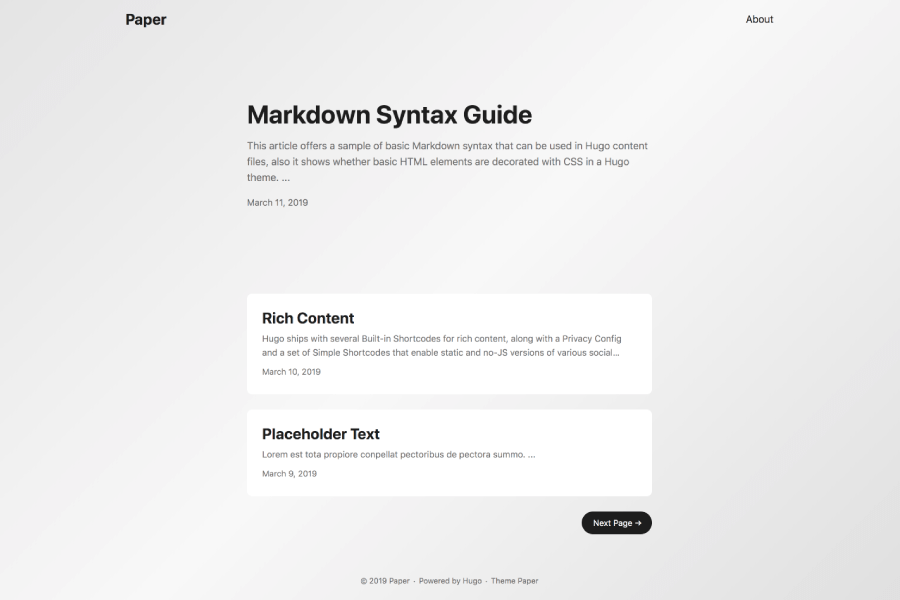 Paper
About
Markdown Syntax Guide
This article offers a sample of basic Markdown syntax that can be used in Hugo content
files, also it shows whether basic HTML elements are decorated with CSS in a Hugo
theme. ...
March 11, 2019
Rich Content
Hugo ships with several Built-in Shortcodes for rich content, along with a Privacy Config
and a set of Simple Shortcodes that enable static and no-JS versions of various social...
March 10, 2019
Placeholder Text
Lorem est tota propiore conpellat pectoribus de pectora summo. ...
March 9, 2019
Next Page →
© 2019 Paper · Powered by Hugo · Theme Paper